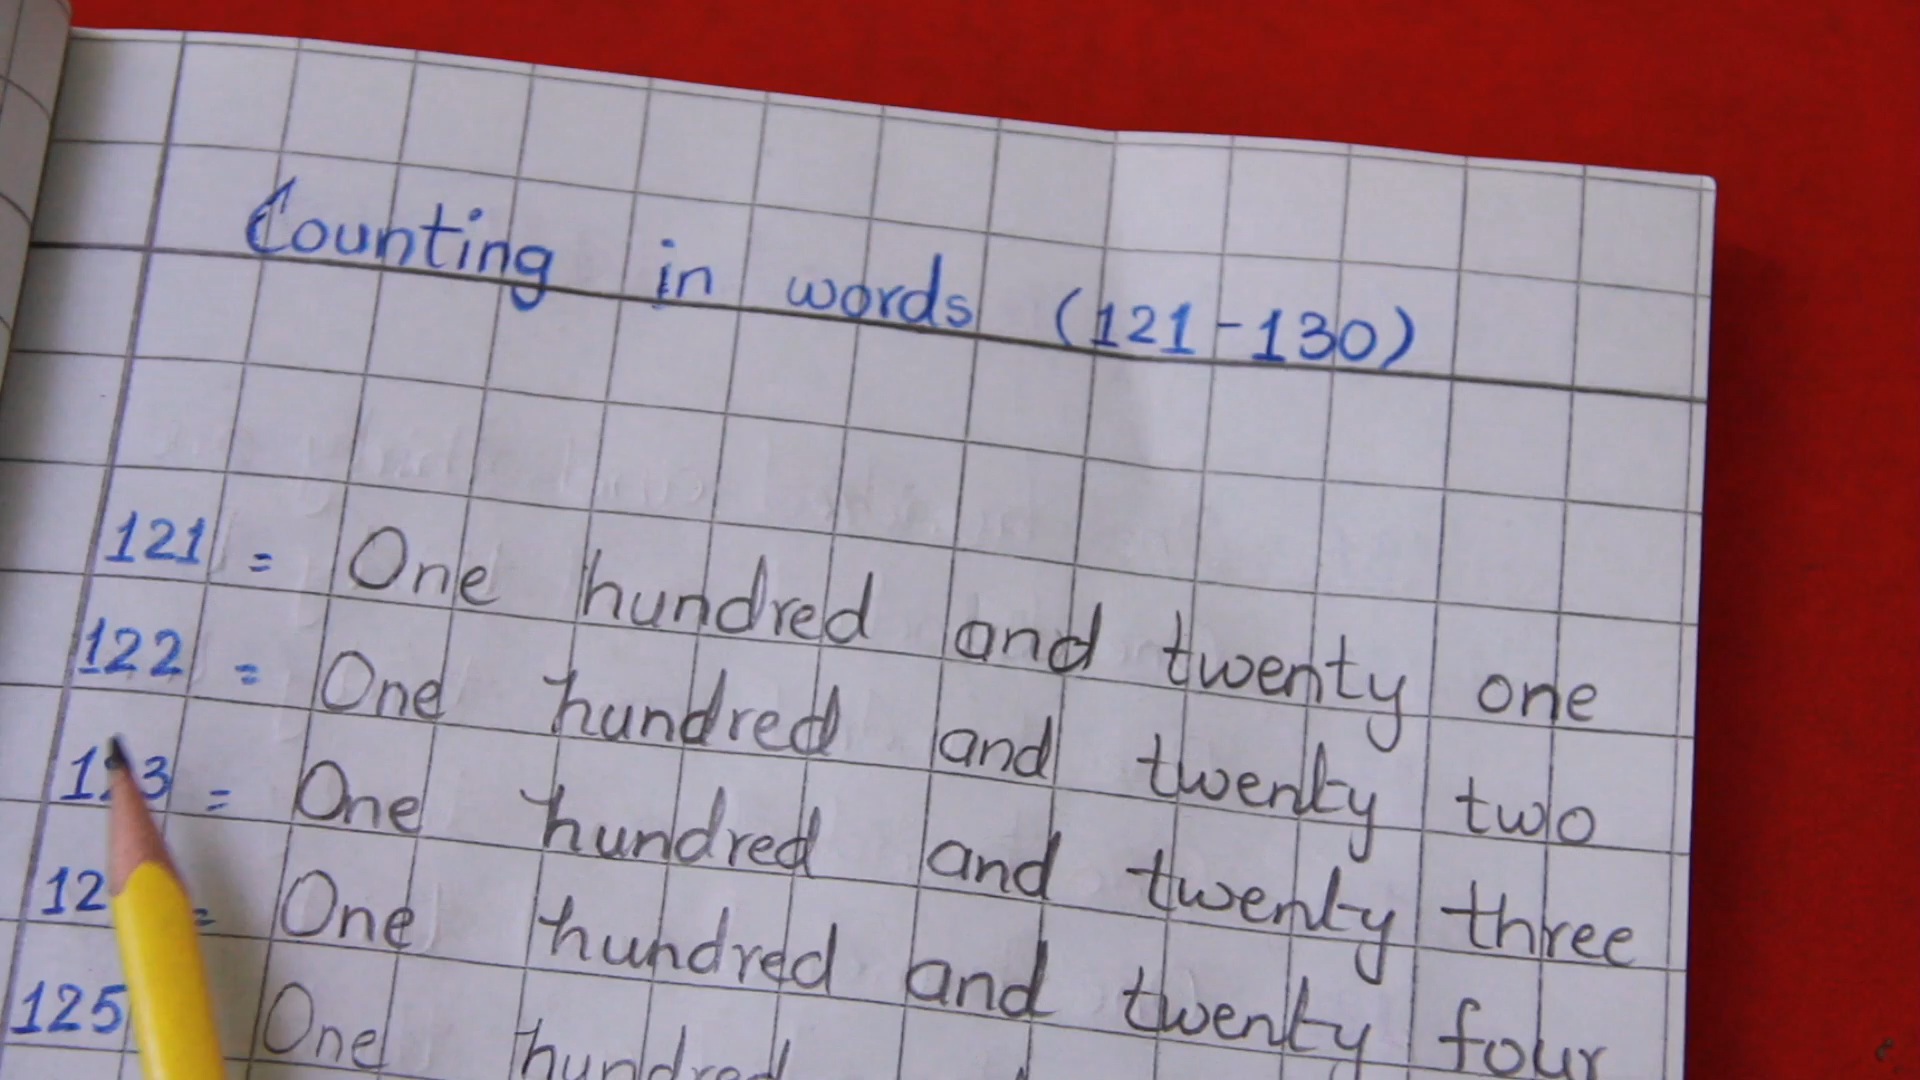 Counting in words (121-130)
121 = One hundred and twenty one
122 = One hundred and twenty two
123 = One hundred and twenty three
12 = One hundred and twenty four
125 One hundred